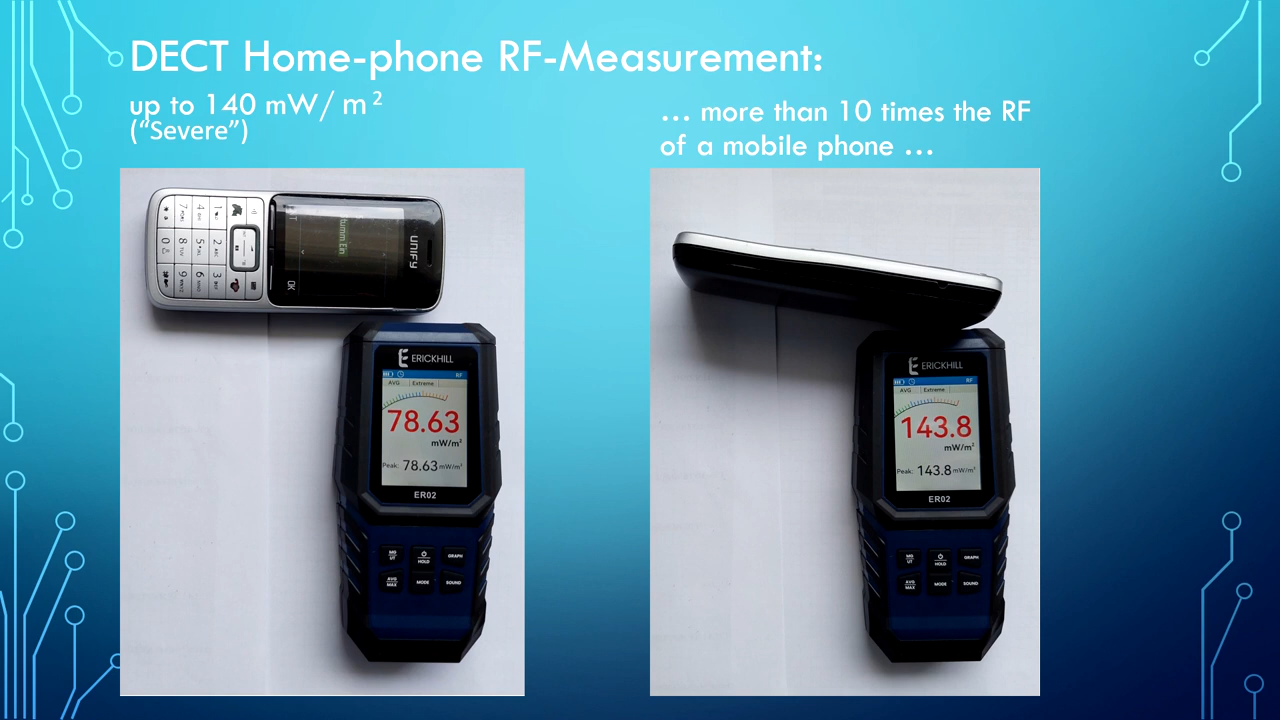 DECT Home-phone RF-Measurement:
up to 140 mW/ m²
("Severe")
… more than 10 times the RF
of a mobile phone …
UNIFY
OK
ERICKHILL
RF
AVG Extreme
78.63
mW/m²
Peak: 78.63 mW/m²
ER02
HOLD GRAPH
AVG MAX MODE SOUND
ERICKHILL
RF
AVG Extreme
143.8
mW/m²
Peak: 143.8 mW/m²
ER02
HOLD GRAPH
AVG MAX MODE SOUND